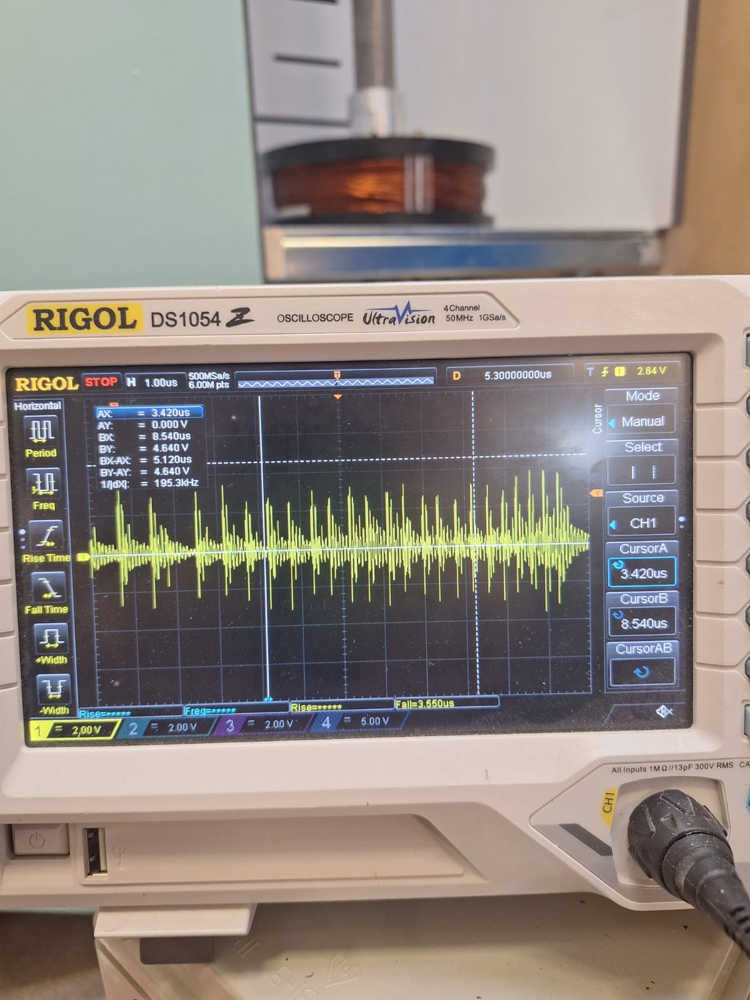 RIGOL DS1054 Z OSCILLOSCOPE UltraVision 4 Channel
50MHz 1GSa/s
RIGOL STOP H 1.00us 500MSa/s
6.00M pts
D 5.30000000us T 1 2.64 V
Horizontal
Period
Freq
Rise Time
Fall Time
+Width
-Width
AX: = 3.420us
AY: = 0.000 V
BX: = 8.540us
BY: = 4.640 V
BX-AX: = 5.120us
BY-AY: = 4.640 V
1/|dX|: = 195.3kHz
T
T
T
1
Cursor
Mode
Manual
Select
Source
CH1
CursorA
3.420us
CursorB
8.540us
CursorAB
Rise=***** Freq=***** Rise=***** Fall=3.550us
1 = 2.00 V 2 = 2.00 V 3 = 2.00 V 4 = 5.00 V
All Inputs 1MΩ//13pF 300V RMS CA
CH1